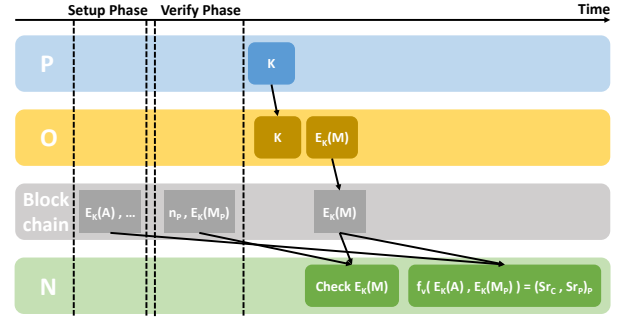 Setup Phase
Verify Phase
Time
P
K
O
K
E_K(M)
Block
chain
E_K(A) , ...
n_P , E_K(M_P)
E_K(M)
N
Check E_K(M)
f_v( E_K(A) , E_K(M_P) ) = (Sr_C , Sr_P)_P